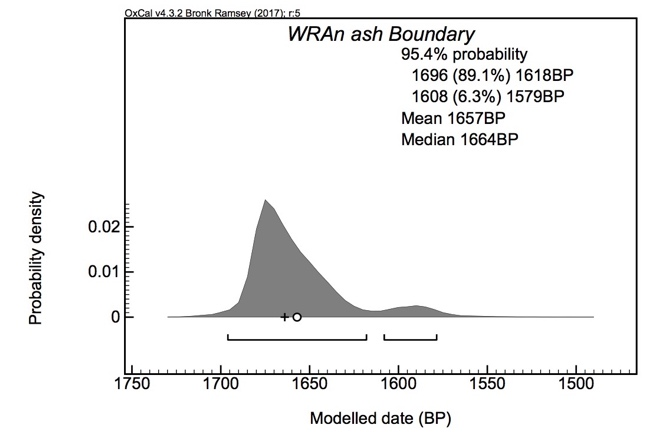 OxCal v4.3.2 Bronk Ramsey (2017); r:5
WRAn ash Boundary
95.4% probability
1696 (89.1%) 1618BP
1608 (6.3%) 1579BP
Mean 1657BP
Median 1664BP
Probability density
0.02
0.01
0
1750 1700 1650 1600 1550 1500
Modelled date (BP)